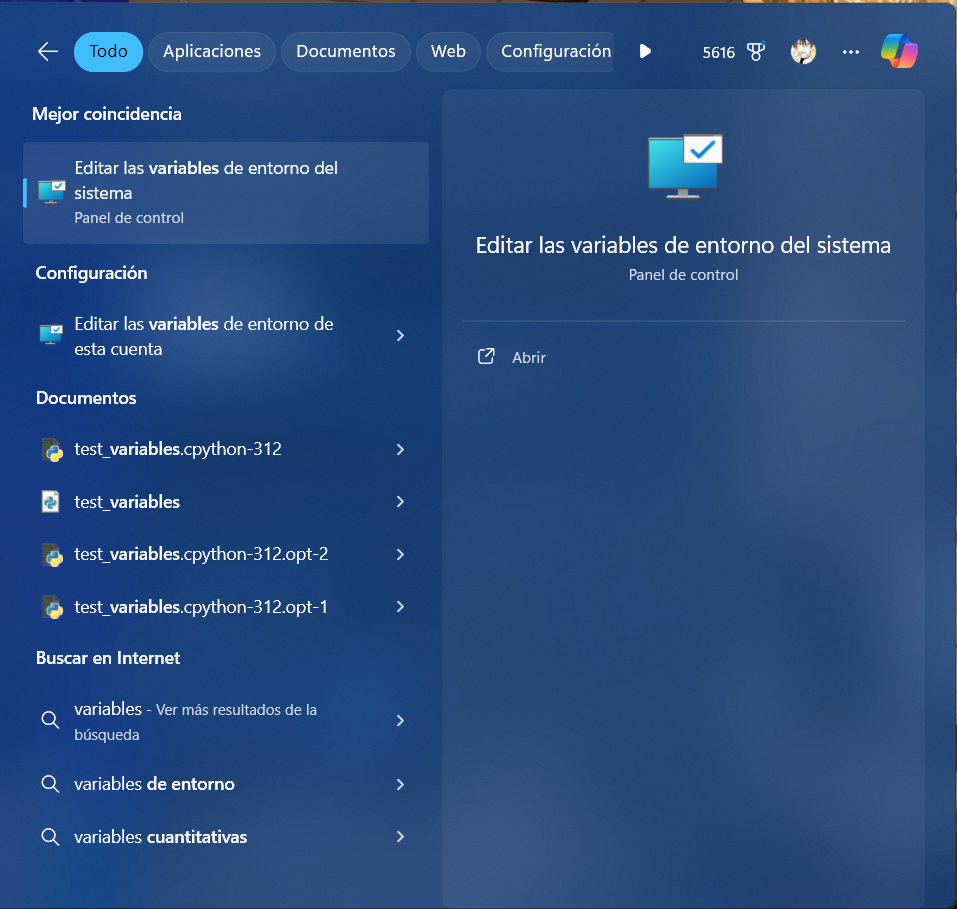 Todo
Aplicaciones
Documentos
Web
Configuración
5616
Mejor coincidencia
Editar las variables de entorno del
sistema
Panel de control
Configuración
Editar las variables de entorno de
esta cuenta
Documentos
test_variables.cpython-312
test_variables
test_variables.cpython-312.opt-2
test_variables.cpython-312.opt-1
Buscar en Internet
variables - Ver más resultados de la
búsqueda
variables de entorno
variables cuantitativas
Editar las variables de entorno del sistema
Panel de control
Abrir